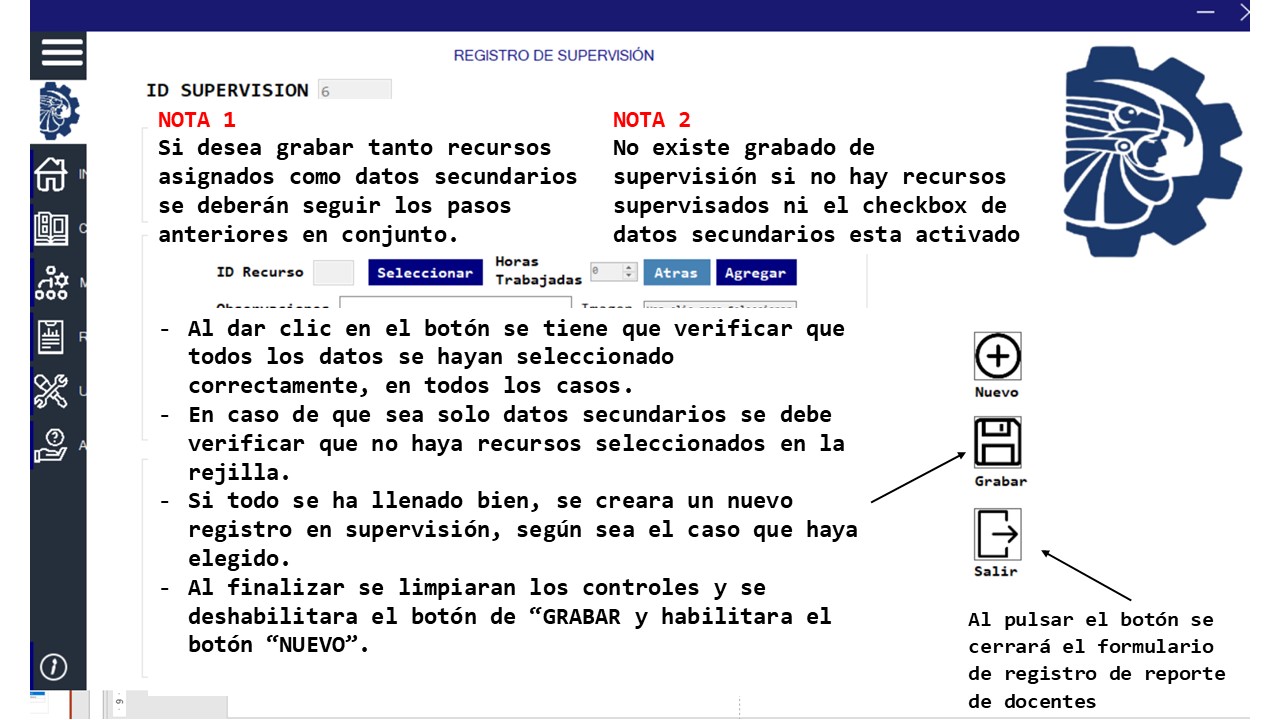 REGISTRO DE SUPERVISIÓN
ID SUPERVISION 6
NOTA 1
Si desea grabar tanto recursos
asignados como datos secundarios
se deberán seguir los pasos
anteriores en conjunto.
NOTA 2
No existe grabado de
supervisión si no hay recursos
supervisados ni el checkbox de
datos secundarios esta activado
ID Recurso Seleccionar Horas
Trabajadas 0 Atras Agregar
- Al dar clic en el botón se tiene que verificar que
todos los datos se hayan seleccionado
correctamente, en todos los casos.
- En caso de que sea solo datos secundarios se debe
verificar que no haya recursos seleccionados en la
rejilla.
- Si todo se ha llenado bien, se creara un nuevo
registro en supervisión, según sea el caso que haya
elegido.
- Al finalizar se limpiaran los controles y se
deshabilitara el botón de “GRABAR y habilitara el
botón “NUEVO”.
Nuevo
Grabar
Salir
Al pulsar el botón se
cerrará el formulario
de registro de reporte
de docentes